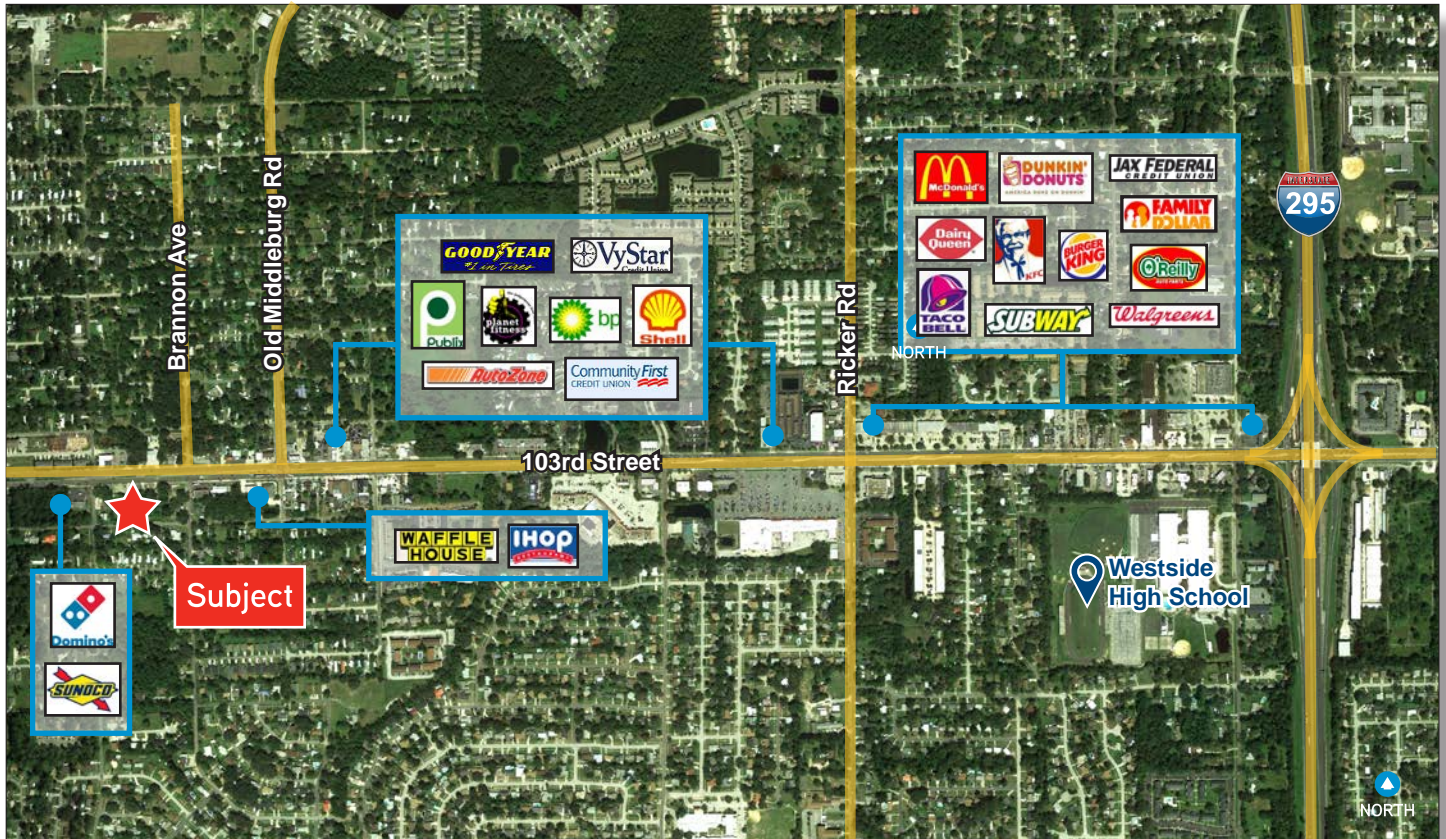 Brannon Ave
Old Middleburg Rd
Ricker Rd
103rd Street
INTERSTATE
295
GOODYEAR
#1 in Tires
VyStar
Credit Union
Publix
planet
fitness
bp
Shell
AutoZone
Community First
CREDIT UNION
McDonald's
DUNKIN'
DONUTS
AMERICA RUNS ON DUNKIN'
JAX FEDERAL
CREDIT UNION
FAMILY
DOLLAR
Dairy
Queen
KFC
BURGER
KING
O'Reilly
AUTO PARTS
TACO
BELL
SUBWAY
Walgreens
NORTH
WAFFLE
HOUSE
IHOP
RESTAURANT
Subject
Domino's
SUNOCO
Westside
High School
NORTH